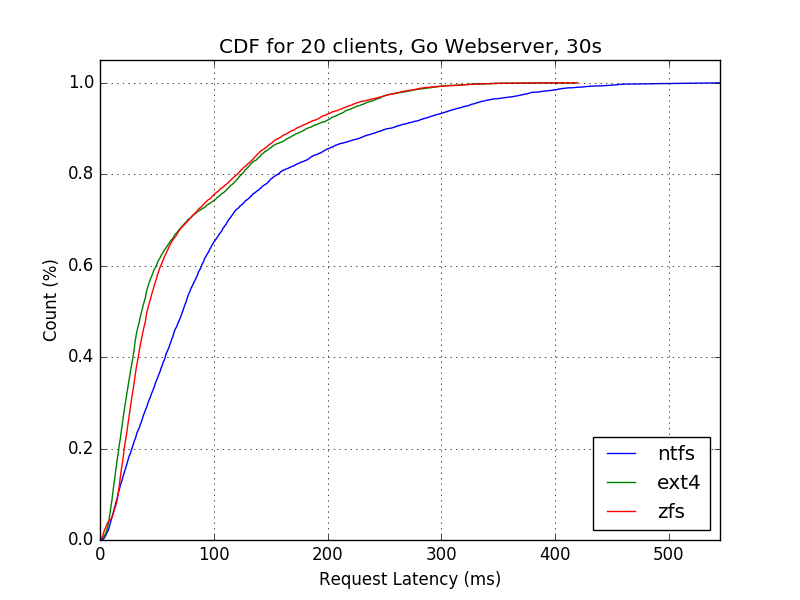 CDF for 20 clients, Go Webserver, 30s
Count (%)
1.0
0.8
0.6
0.4
0.2
0.0
0 100 200 300 400 500
Request Latency (ms)
ntfs
ext4
zfs